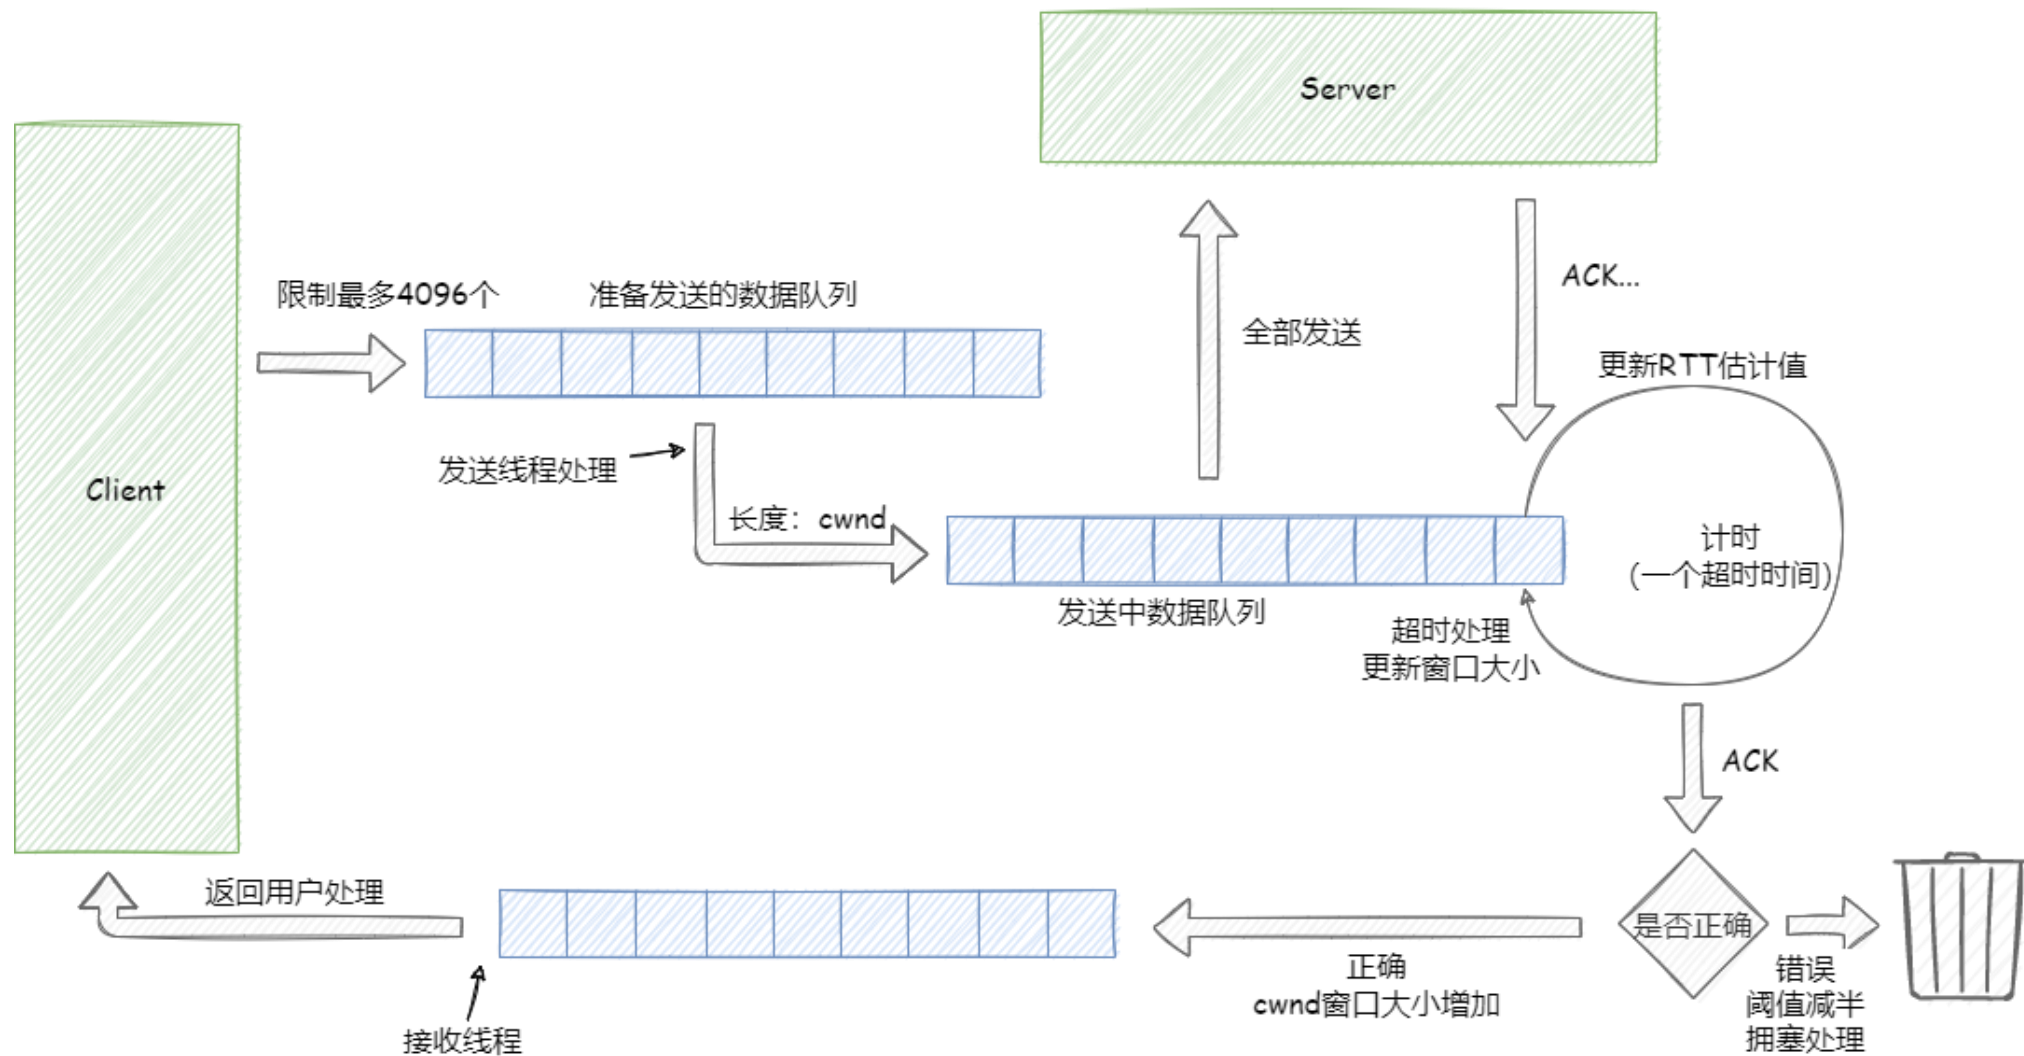 Server
Client
限制最多4096个
准备发送的数据队列
ACK...
全部发送
更新RTT估计值
发送线程处理
长度：cwnd
计时
（一个超时时间）
发送中数据队列
超时处理
更新窗口大小
ACK
返回用户处理
是否正确
正确
cwnd窗口大小增加
错误
阈值减半
拥塞处理
接收线程